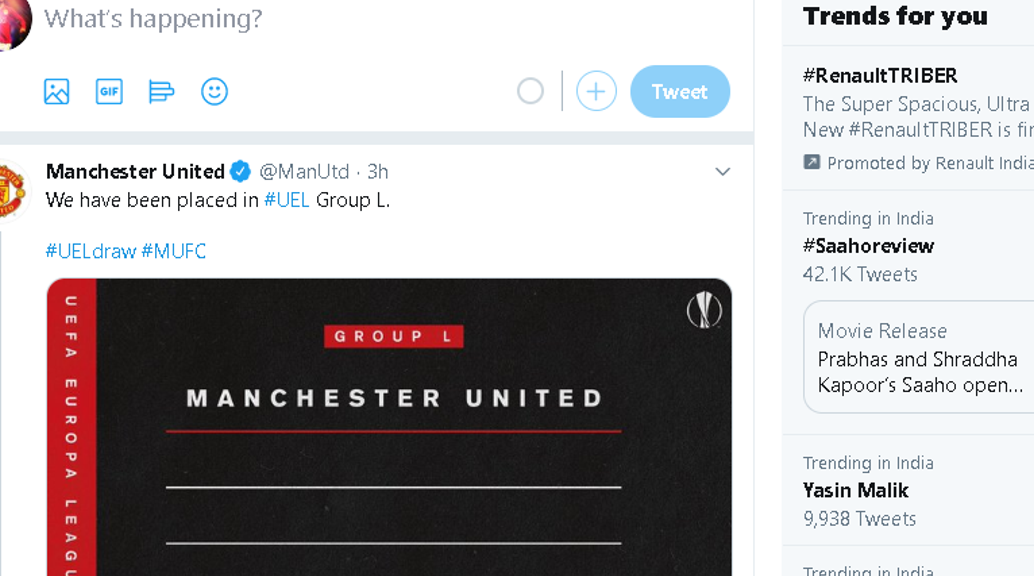 What's happening?
GIF
Tweet
Manchester United @ManUtd · 3h
We have been placed in #UEL Group L.
#UELdraw #MUFC
UEFA EUROPA LEAGU
GROUP L
MANCHESTER UNITED
Trends for you
#RenaultTRIBER
The Super Spacious, Ultra
New #RenaultTRIBER is fir
Promoted by Renault India
Trending in India
#Saahoreview
42.1K Tweets
Movie Release
Prabhas and Shraddha
Kapoor's Saaho open...
Trending in India
Yasin Malik
9,938 Tweets
Trending in India